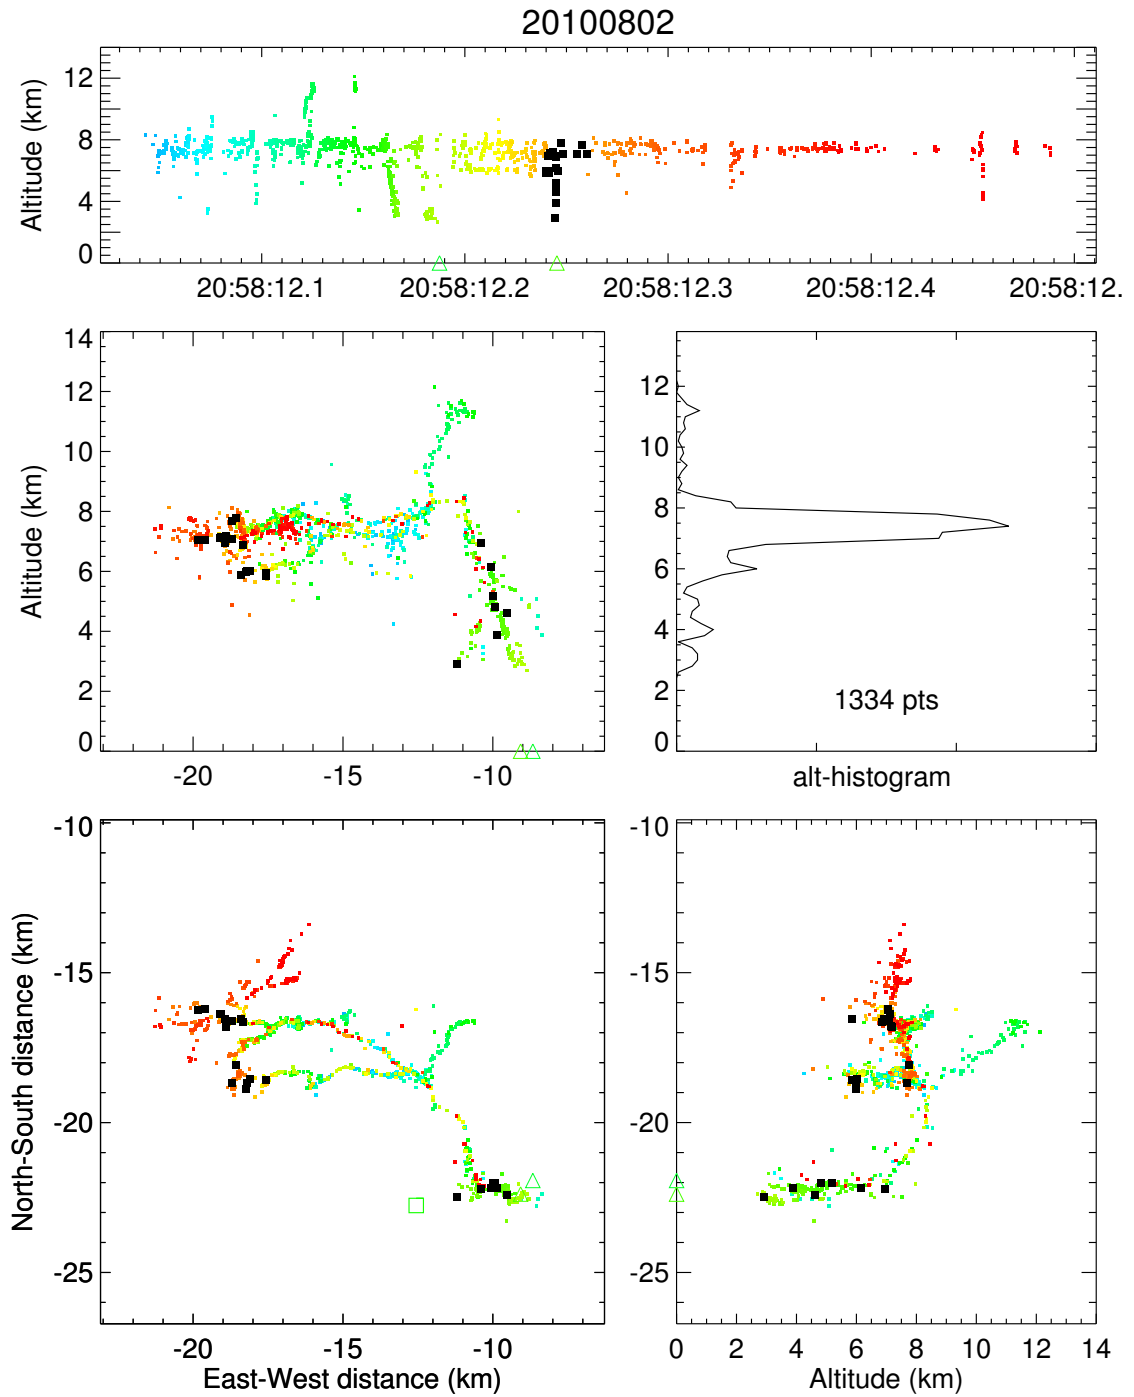 20100802
Altitude (km)
12
8
4
0
20:58:12.1 20:58:12.2 20:58:12.3 20:58:12.4 20:58:12.
Altitude (km)
14
12
10
8
6
4
2
0
-20 -15 -10
12
10
8
6
4
2
0
1334 pts
alt-histogram
North-South distance (km)
-10
-15
-20
-25
-20 -15 -10
East-West distance (km)
-10
-15
-20
-25
0 2 4 6 8 10 12 14
Altitude (km)